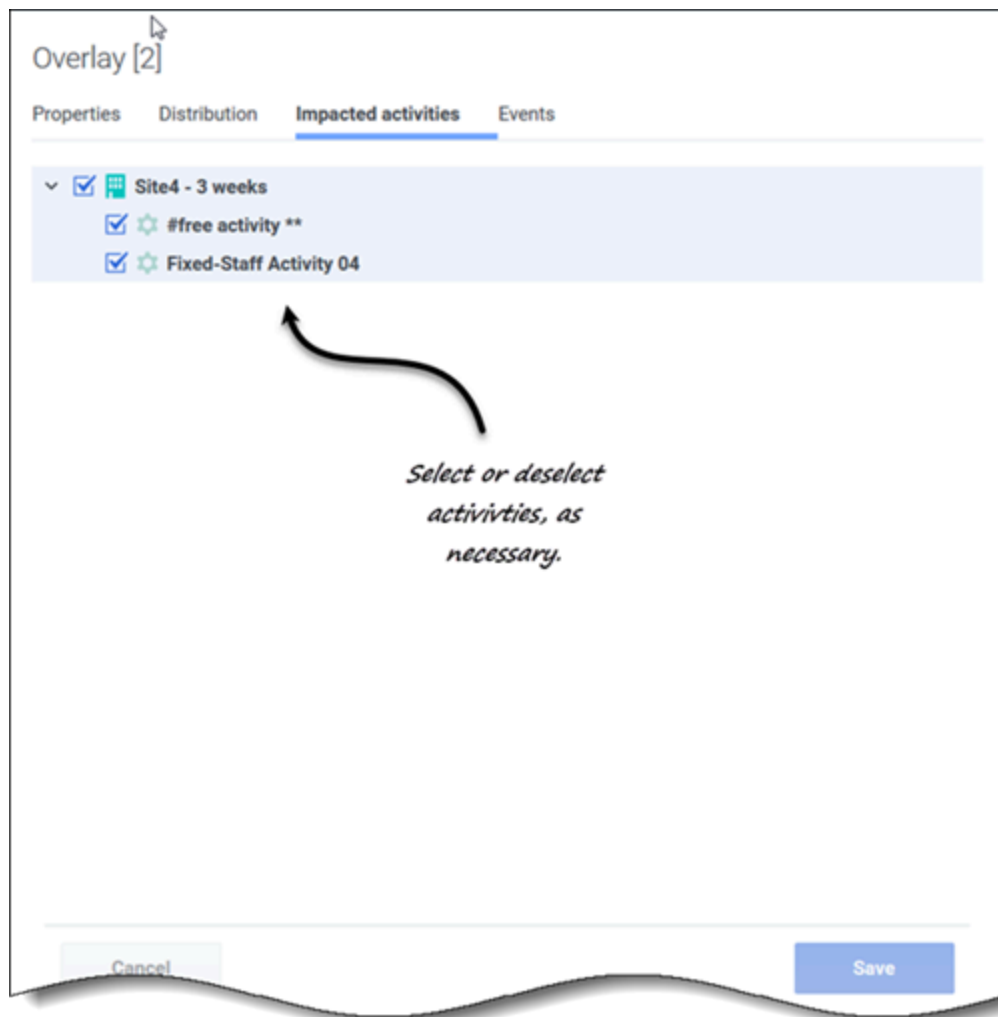 Overlay [2]
Properties Distribution Impacted activities Events
Site4 - 3 weeks
#free activity **
Fixed-Staff Activity 04
Select or deselect
activivties, as
necessary.
Cancel Save